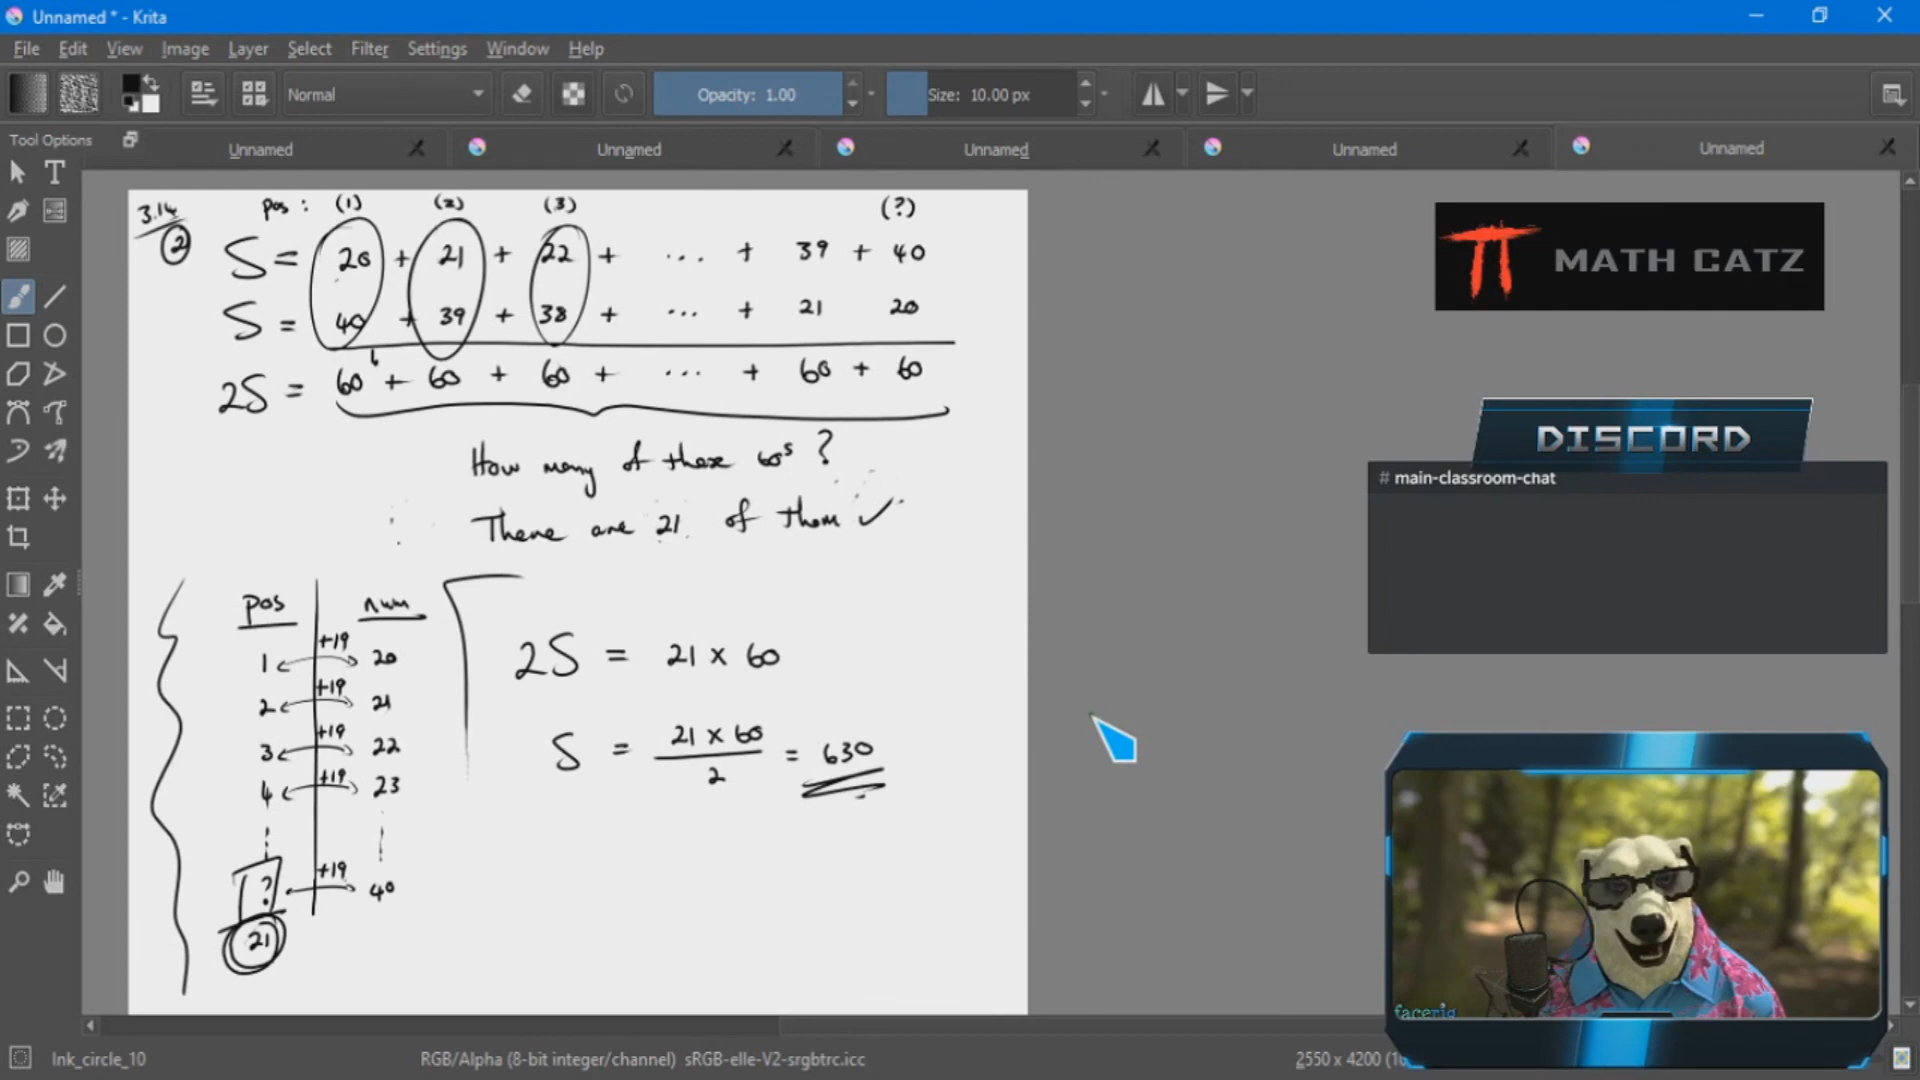 Unnamed * - Krita
File Edit View Image Layer Select Filter Settings Window Help
Normal Opacity: 1.00 Size: 10.00 px
Tool Options
Unnamed Unnamed Unnamed Unnamed Unnamed
3.14 pos : (1) (2) (3) (?)
2
S = 20 + 21 + 22 + ... + 39 + 40
S = 40 + 39 + 38 + ... + 21 20
2S = 60 + 60 + 60 + ... + 60 + 60
How many of these 60s ?
There are 21 of them ✓
pos num
1 +19 20
2 +19 21
3 +19 22
4 +19 23
? +19 40
21
2S = 21 x 60
S = 21 x 60 / 2 = 630
π MATH CATZ
DISCORD
# main-classroom-chat
facerig
Ink_circle_10
RGB/Alpha (8-bit integer/channel) sRGB-elle-V2-srgbtrc.icc
2550 x 4200